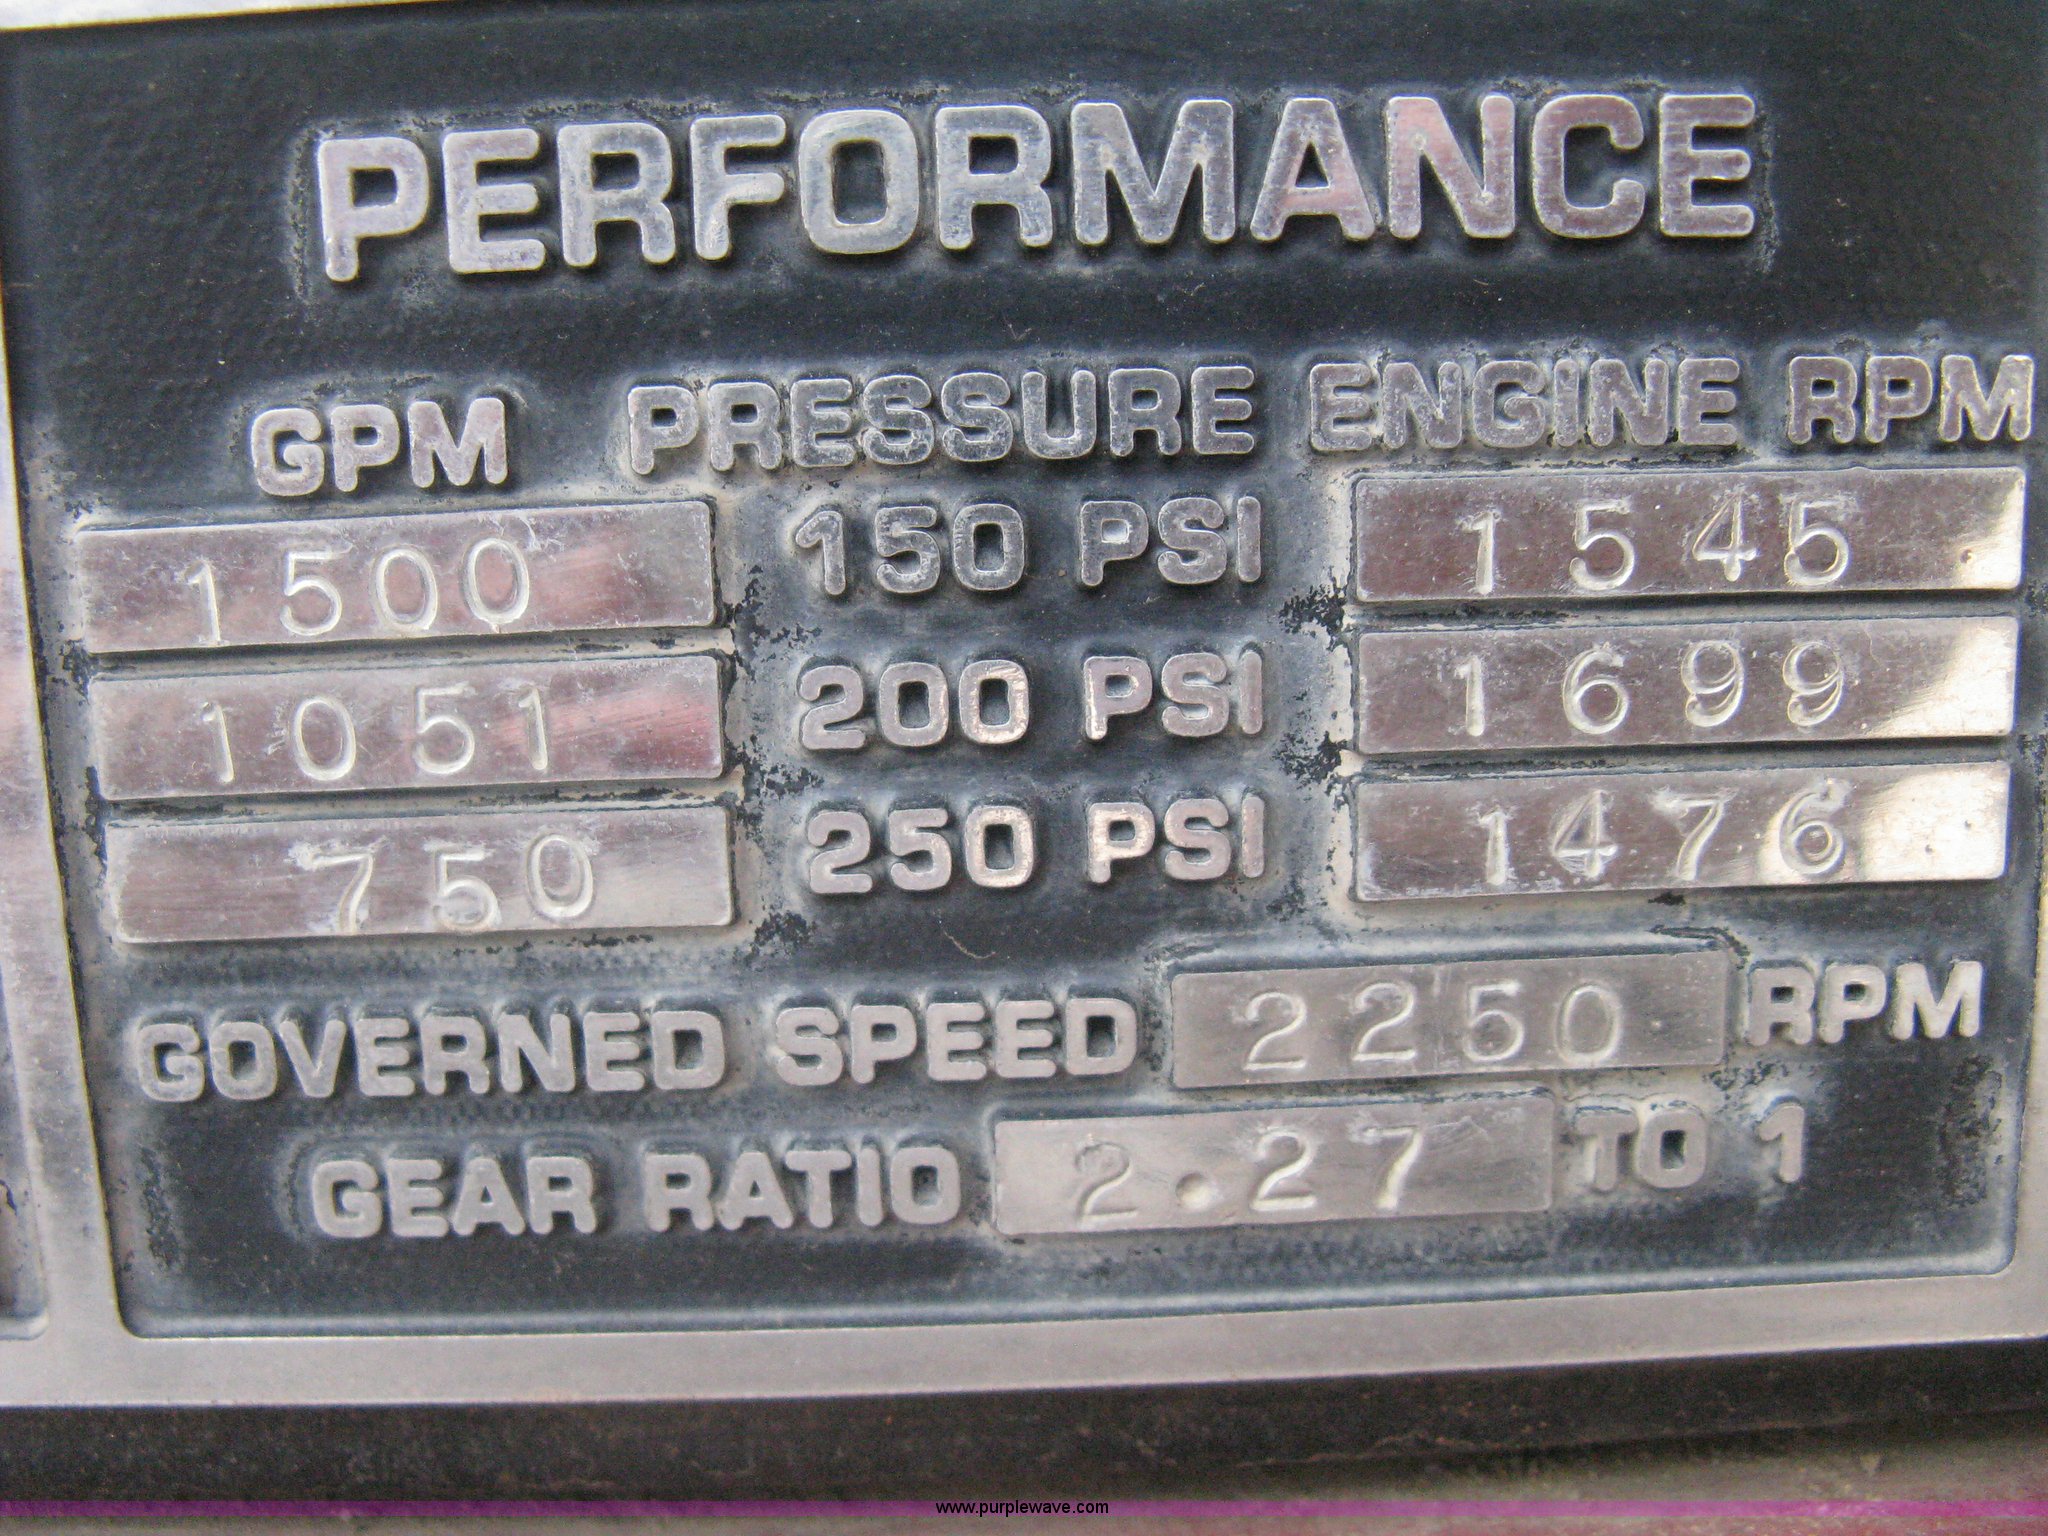 PERFORMANCE
GPM PRESSURE ENGINE RPM
1500 150 PSI 1545
1051 200 PSI 1699
750 250 PSI 1476
GOVERNED SPEED 2250 RPM
GEAR RATIO 2.27 TO 1
www.purplewave.com